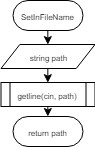 SetInFileName
string path
getline(cin, path)
return path